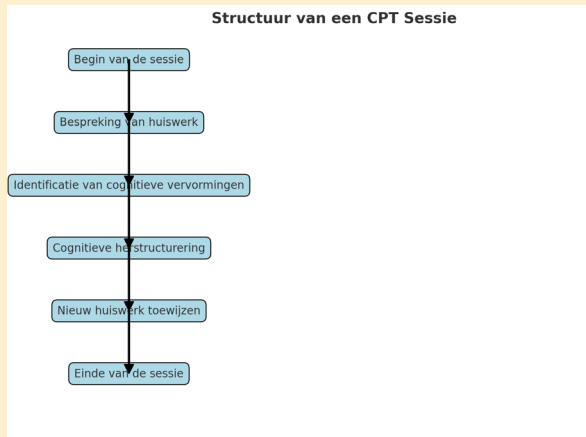 Structuur van een CPT Sessie
Begin van de sessie
Bespreking van huiswerk
Identificatie van cognitieve vervormingen
Cognitieve herstructurering
Nieuw huiswerk toewijzen
Einde van de sessie